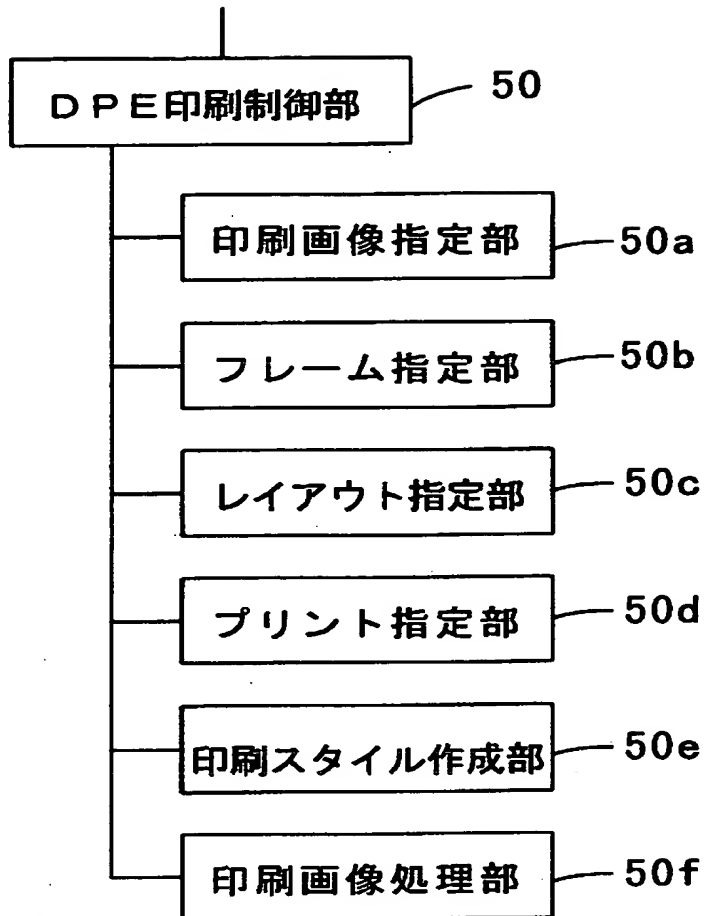 DPE印刷制御部 50
印刷画像指定部 50a
フレーム指定部 50b
レイアウト指定部 50c
プリント指定部 50d
印刷スタイル作成部 50e
印刷画像処理部 50f